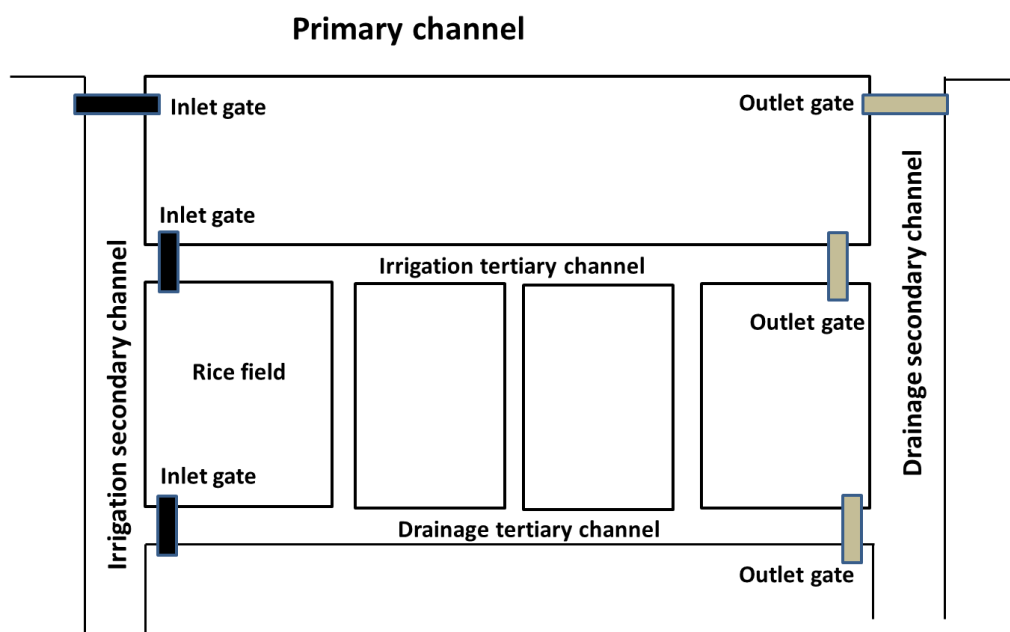 Primary channel
Inlet gate
Outlet gate
Inlet gate
Irrigation tertiary channel
Outlet gate
Irrigation secondary channel
Drainage secondary channel
Rice field
Inlet gate
Drainage tertiary channel
Outlet gate